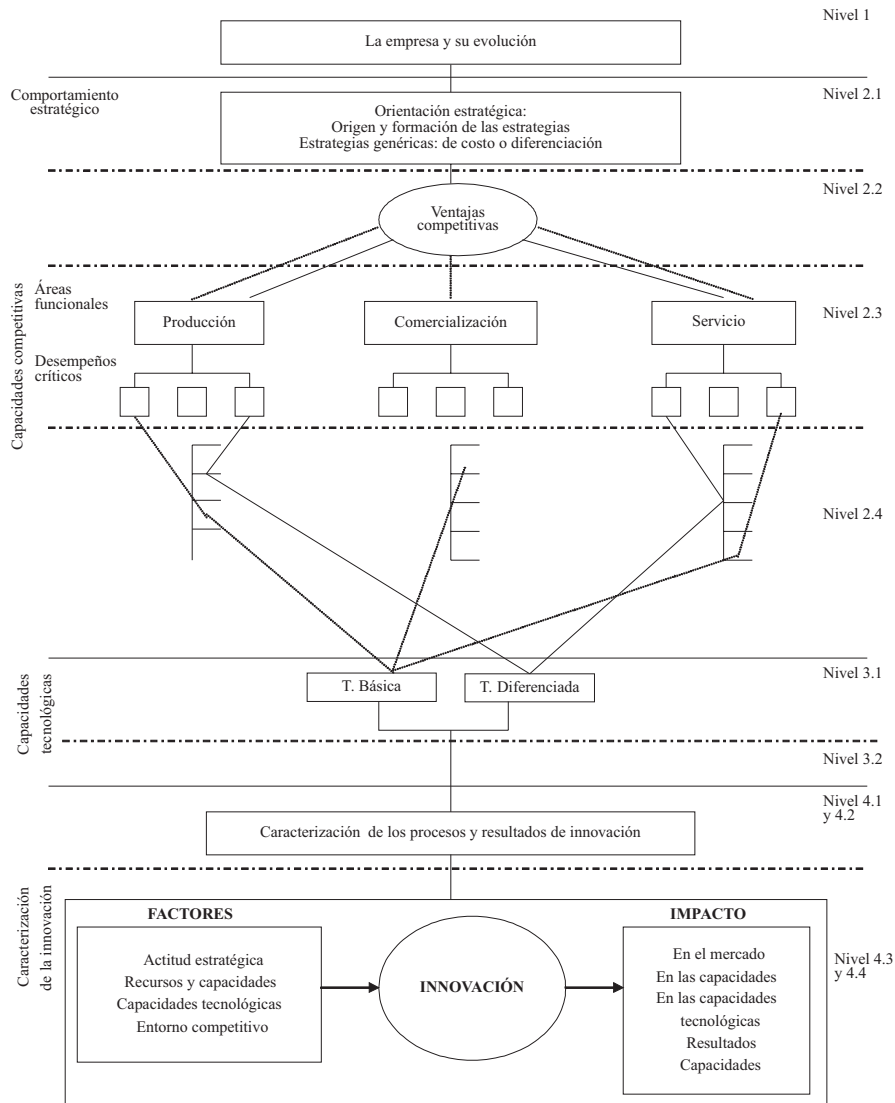 Nivel 1
La empresa y su evolución
Comportamiento
estratégico
Nivel 2.1
Orientación estratégica:
Origen y formación de las estrategias
Estrategias genéricas: de costo o diferenciación
Nivel 2.2
Ventajas
competitivas
Capacidades competitivas
Áreas
funcionales
Nivel 2.3
Producción
Comercialización
Servicio
Desempeños
críticos
Nivel 2.4
Capacidades
tecnológicas
Nivel 3.1
T. Básica
T. Diferenciada
Nivel 3.2
Nivel 4.1
y 4.2
Caracterización de los procesos y resultados de innovación
Caracterización
de la innovación
FACTORES
Actitud estratégica
Recursos y capacidades
Capacidades tecnológicas
Entorno competitivo
INNOVACIÓN
IMPACTO
En el mercado
En las capacidades
En las capacidades
tecnológicas
Resultados
Capacidades
Nivel 4.3
y 4.4